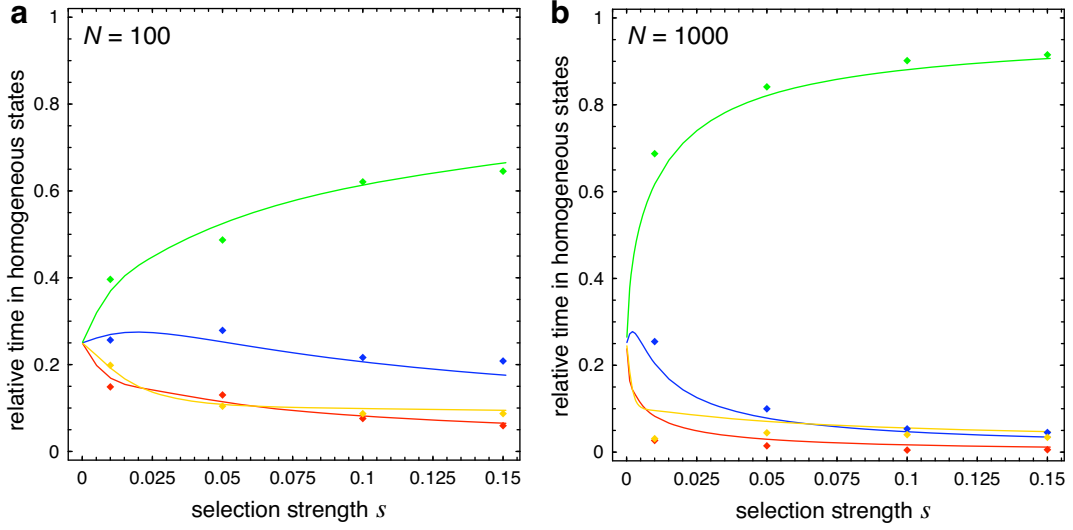 a
N = 100
relative time in homogeneous states
1
0.8
0.6
0.4
0.2
0
0 0.025 0.05 0.075 0.1 0.125 0.15
selection strength s
b
N = 1000
relative time in homogeneous states
1
0.8
0.6
0.4
0.2
0
0 0.025 0.05 0.075 0.1 0.125 0.15
selection strength s